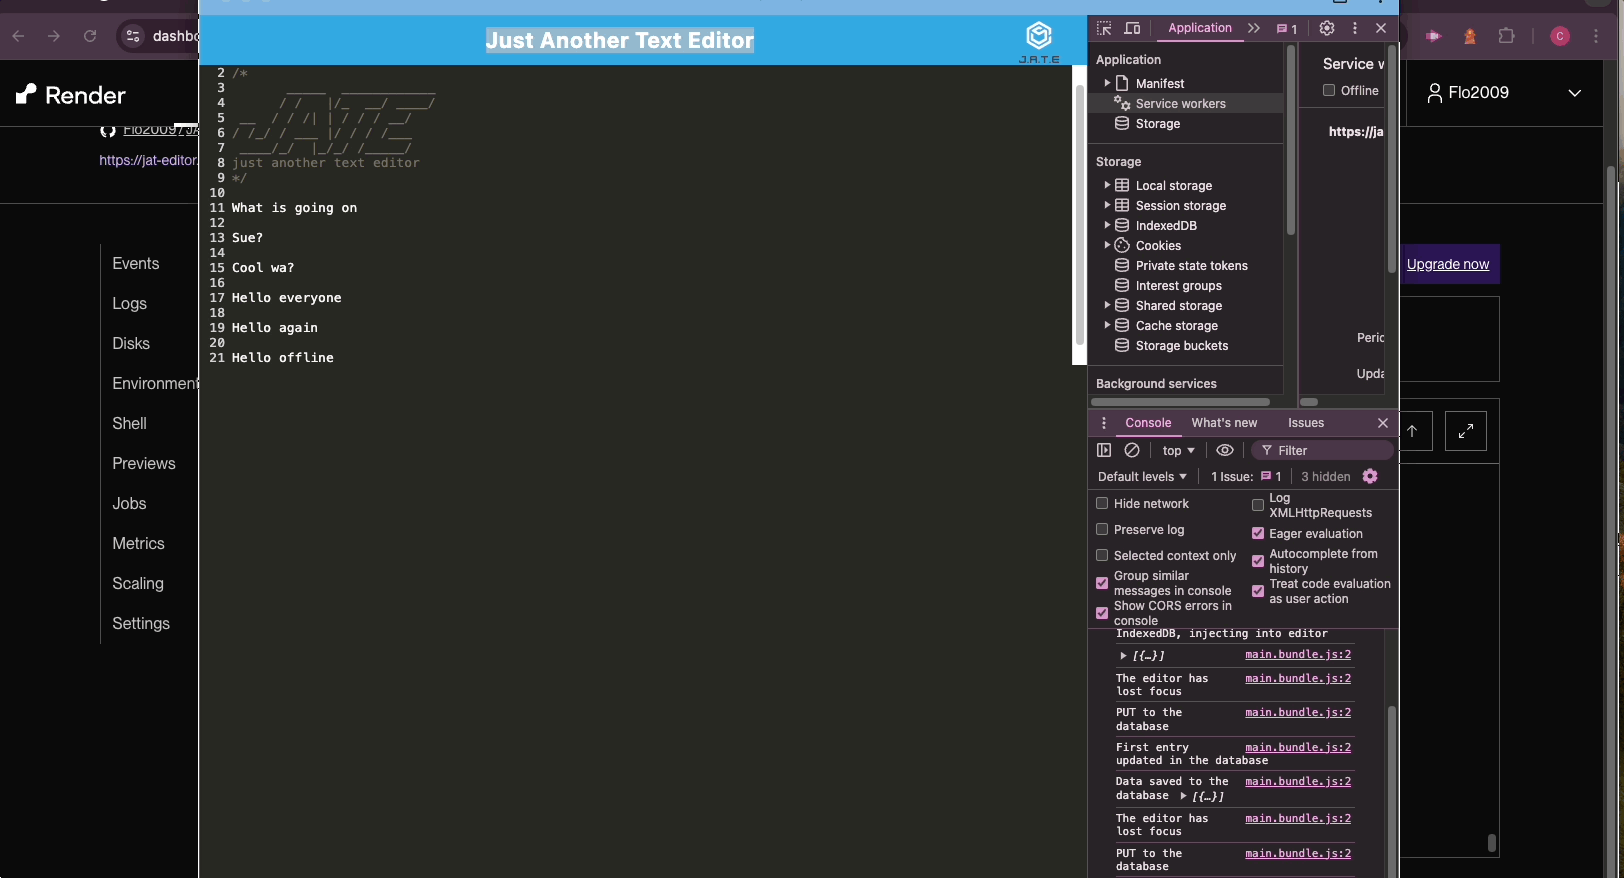 Just Another Text Editor
J.A.T.E
Render
Flo2009
https://jat-editor.
Events
Logs
Disks
Environment
Shell
Previews
Jobs
Metrics
Scaling
Settings
2 /*
3
4
5
6
7
8 just another text editor
9 */
10
11 What is going on
12
13 Sue?
14
15 Cool wa?
16
17 Hello everyone
18
19 Hello again
20
21 Hello offline
Application
1
Application
Manifest
Service workers
Storage
Storage
Local storage
Session storage
IndexedDB
Cookies
Private state tokens
Interest groups
Shared storage
Cache storage
Storage buckets
Background services
Service w
Offline
https://ja
Perio
Upda
Console What's new Issues
top Filter
Default levels 1 Issue: 1 3 hidden
Hide network
Preserve log
Selected context only
Group similar
messages in console
Show CORS errors in
console
Log
XMLHttpRequests
Eager evaluation
Autocomplete from
history
Treat code evaluation
as user action
IndexedDB, injecting into editor
[{…}] main.bundle.js:2
The editor has main.bundle.js:2
lost focus
PUT to the main.bundle.js:2
database
First entry main.bundle.js:2
updated in the database
Data saved to the main.bundle.js:2
database [{…}]
The editor has main.bundle.js:2
lost focus
PUT to the main.bundle.js:2
database
C
Flo2009
Upgrade now